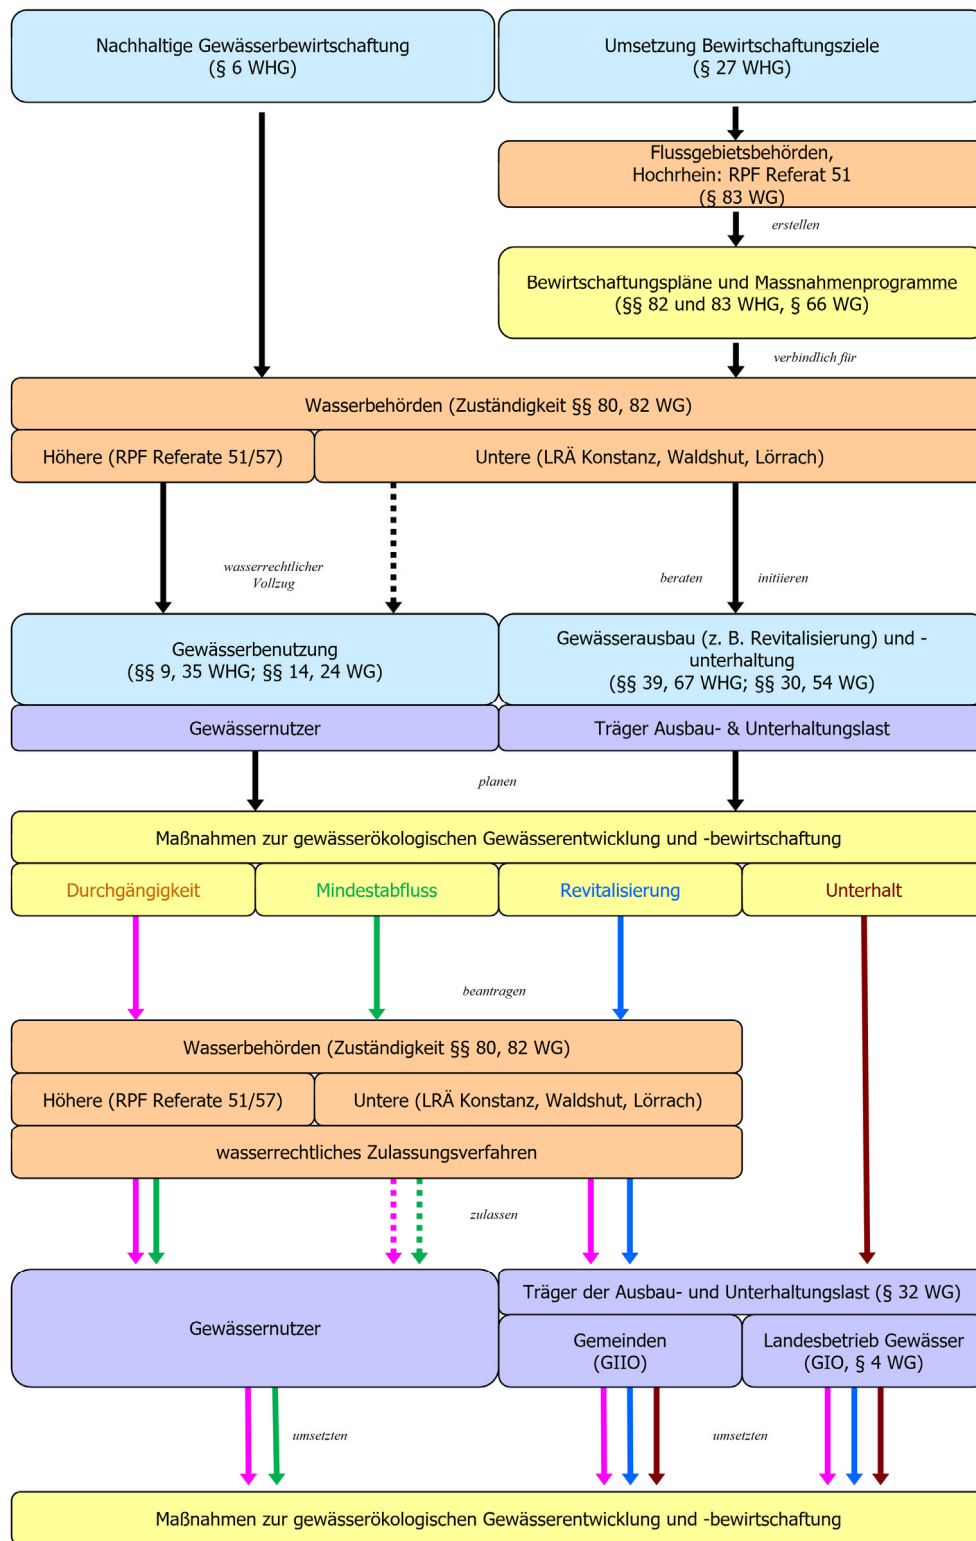 Nachhaltige Gewässerbewirtschaftung
(§ 6 WHG)
Umsetzung Bewirtschaftungsziele
(§ 27 WHG)
Flussgebietsbehörden,
Hochrhein: RPF Referat 51
(§ 83 WG)
erstellen
Bewirtschaftungspläne und Massnahmenprogramme
(§§ 82 und 83 WHG, § 66 WG)
verbindlich für
Wasserbehörden (Zuständigkeit §§ 80, 82 WG)
Höhere (RPF Referate 51/57)
Untere (LRÄ Konstanz, Waldshut, Lörrach)
wasserrechtlicher
Vollzug
beraten
initiieren
Gewässerbenutzung
(§§ 9, 35 WHG; §§ 14, 24 WG)
Gewässerausbau (z. B. Revitalisierung) und -
unterhaltung
(§§ 39, 67 WHG; §§ 30, 54 WG)
Gewässernutzer
Träger Ausbau- & Unterhaltungslast
planen
Maßnahmen zur gewässerökologischen Gewässerentwicklung und -bewirtschaftung
Durchgängigkeit
Mindestabfluss
Revitalisierung
Unterhalt
beantragen
Wasserbehörden (Zuständigkeit §§ 80, 82 WG)
Höhere (RPF Referate 51/57)
Untere (LRÄ Konstanz, Waldshut, Lörrach)
wasserrechtliches Zulassungsverfahren
zulassen
Gewässernutzer
Träger der Ausbau- und Unterhaltungslast (§ 32 WG)
Gemeinden
(GIIO)
Landesbetrieb Gewässer
(GIO, § 4 WG)
umsetzten
umsetzten
Maßnahmen zur gewässerökologischen Gewässerentwicklung und -bewirtschaftung